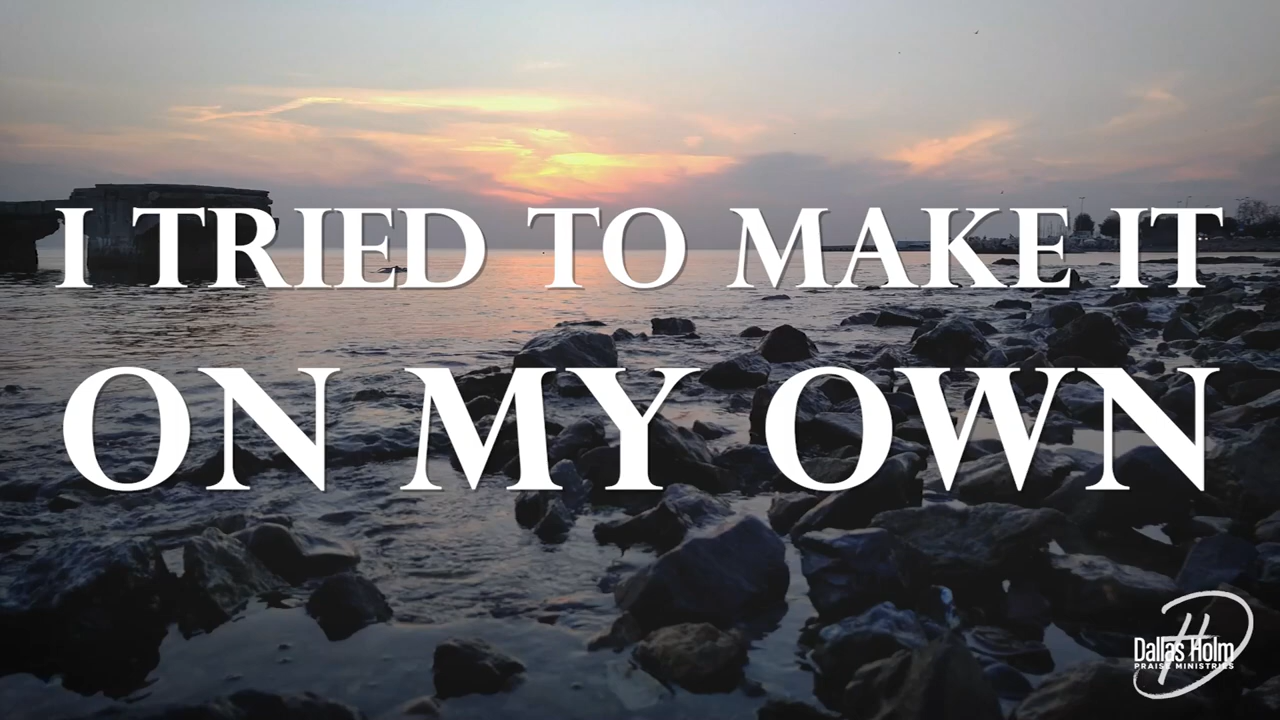 I TRIED TO MAKE IT
ON MY OWN
Dallas Holm
PRAISE MINISTRIES